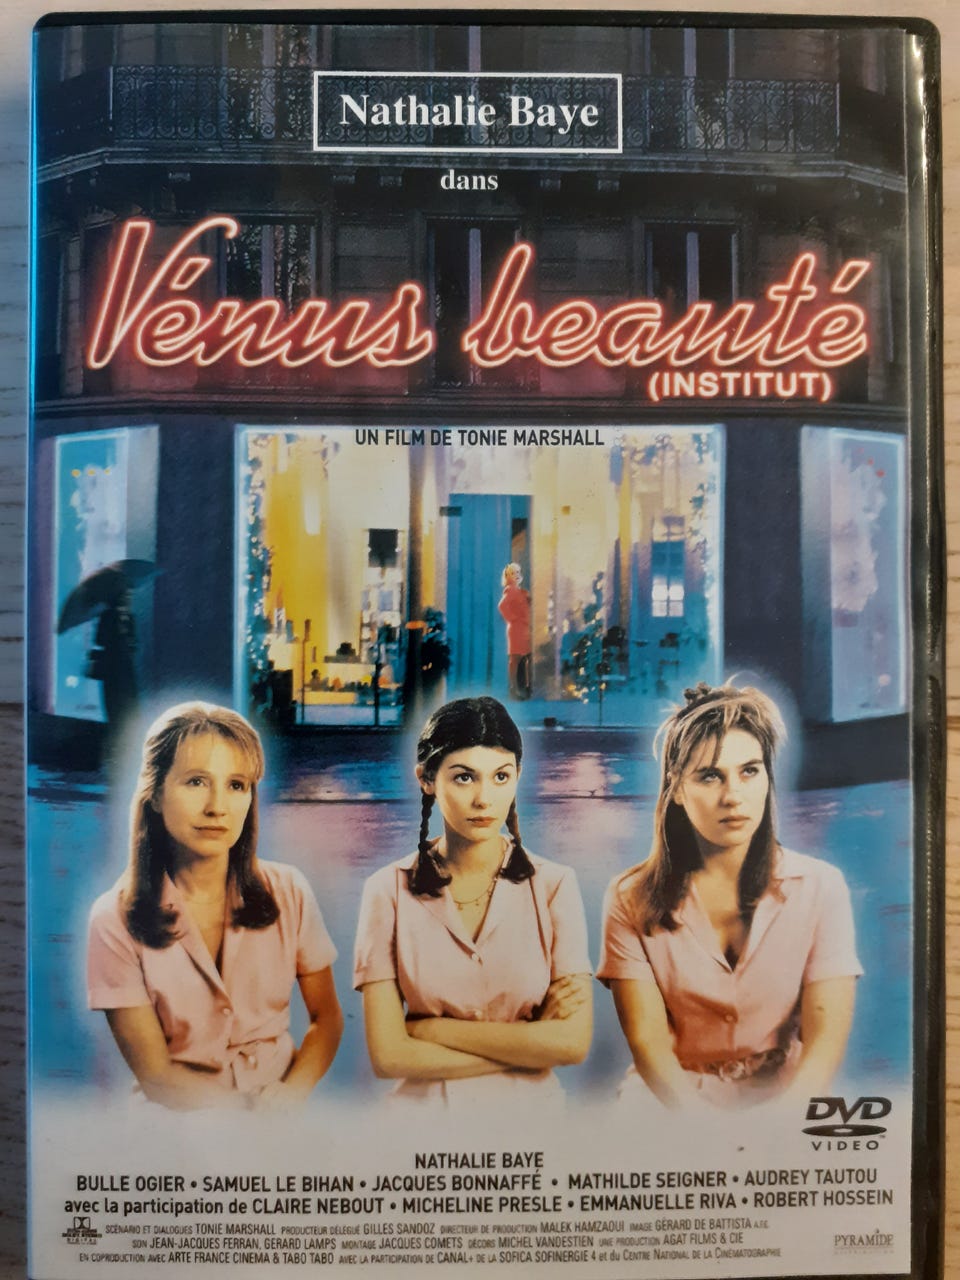 Nathalie Baye
dans
Vénus beauté
(INSTITUT)
UN FILM DE TONIE MARSHALL
DVD
VIDEO
NATHALIE BAYE
BULLE OGIER • SAMUEL LE BIHAN • JACQUES BONNAFFÉ • MATHILDE SEIGNER • AUDREY TAUTOU
avec la participation de CLAIRE NEBOUT • MICHELINE PRESLE • EMMANUELLE RIVA • ROBERT HOSSEIN
SCÉNARIO ET DIALOGUES TONIE MARSHALL PRODUCTEUR DÉLÉGUÉ GILLES SANDOZ DIRECTEUR DE PRODUCTION MALEK HAMZAOUI IMAGE GÉRARD DE BATTISTA A.F.C.
SON JEAN-JACQUES FERRAN, GERARD LAMPS MONTAGE JACQUES COMETS DÉCORS MICHEL VANDESTIEN UNE PRODUCTION AGAT FILMS & CIE
EN COPRODUCTION AVEC ARTE FRANCE CINEMA & TABO TABO AVEC LA PARTICIPATION DE CANAL+ DE LA SOFICA SOFINERGIE 4 et du CENTRE NATIONAL DE LA CINÉMATOGRAPHIE
PYRAMIDE